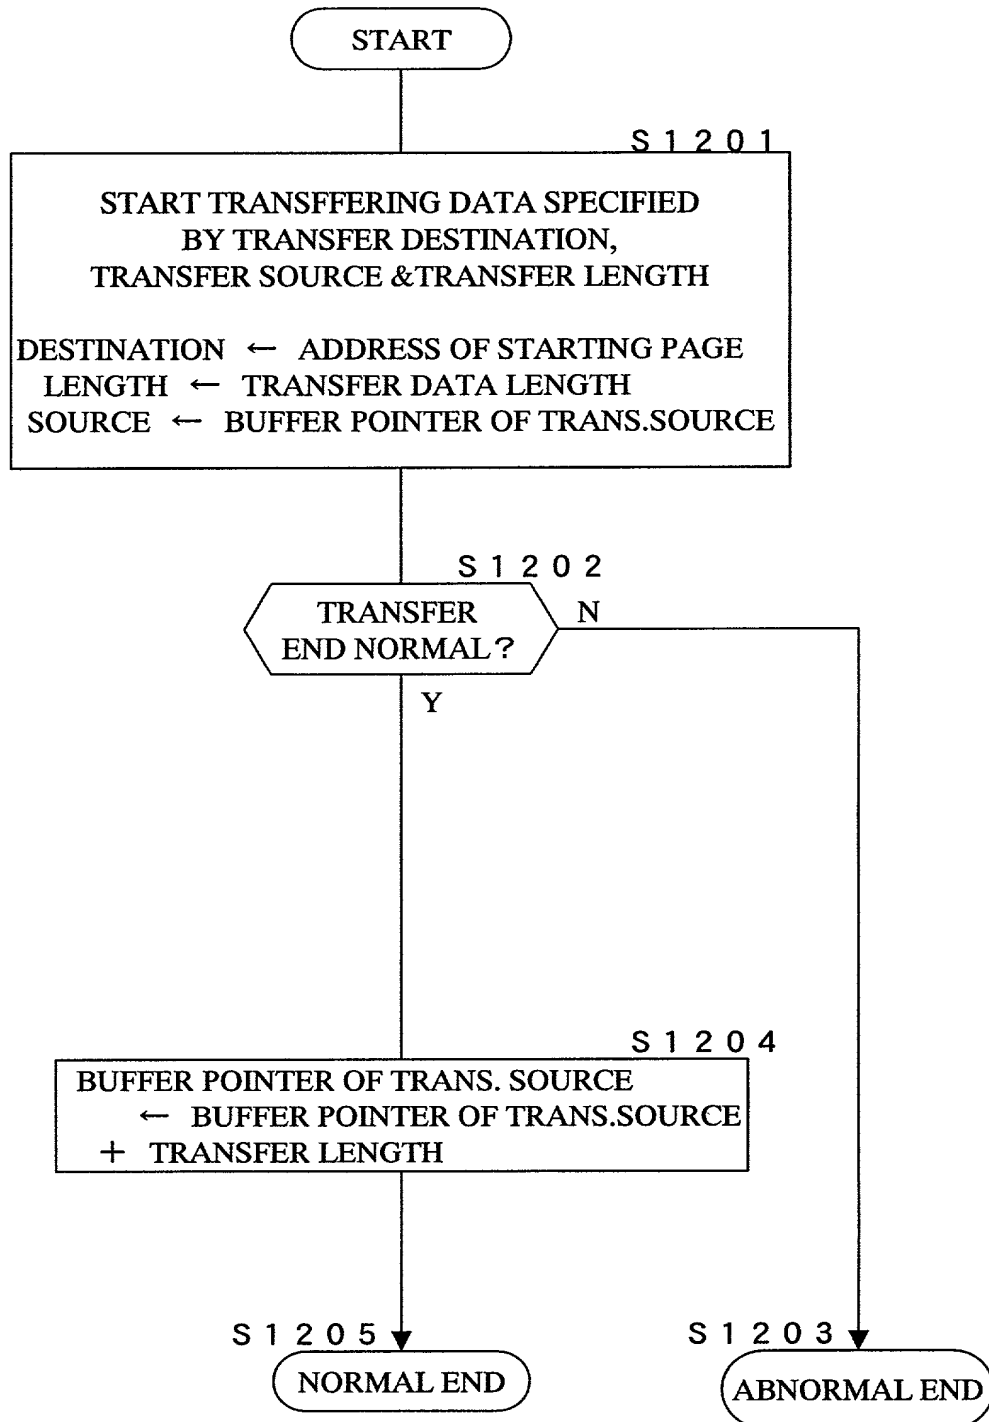 START
S1201
START TRANSFFERING DATA SPECIFIED
BY TRANSFER DESTINATION,
TRANSFER SOURCE &TRANSFER LENGTH
DESTINATION ← ADDRESS OF STARTING PAGE
LENGTH ← TRANSFER DATA LENGTH
SOURCE ← BUFFER POINTER OF TRANS.SOURCE
S1202
TRANSFER
END NORMAL?
N
Y
S1204
BUFFER POINTER OF TRANS. SOURCE
← BUFFER POINTER OF TRANS.SOURCE
+ TRANSFER LENGTH
S1205
NORMAL END
S1203
ABNORMAL END